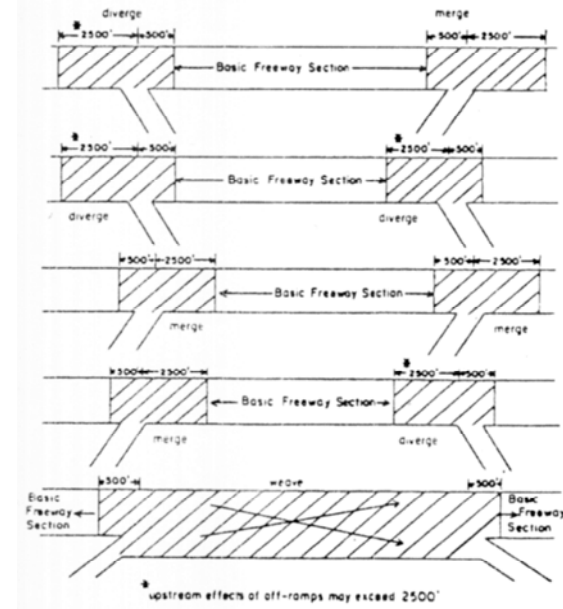 diverge merge
* 2500' 500' 500' 2500'
Basic Freeway Section
* 2500' 500' * 2500' 500'
Basic Freeway Section
diverge diverge
500' 2500' 500' 2500'
Basic Freeway Section
merge merge
500' 2500' * 2500' 500'
Basic Freeway Section
merge diverge
500' weave 500'
Basic Freeway Section
Basic Freeway Section
* upstream effects of off-ramps may exceed 2500'